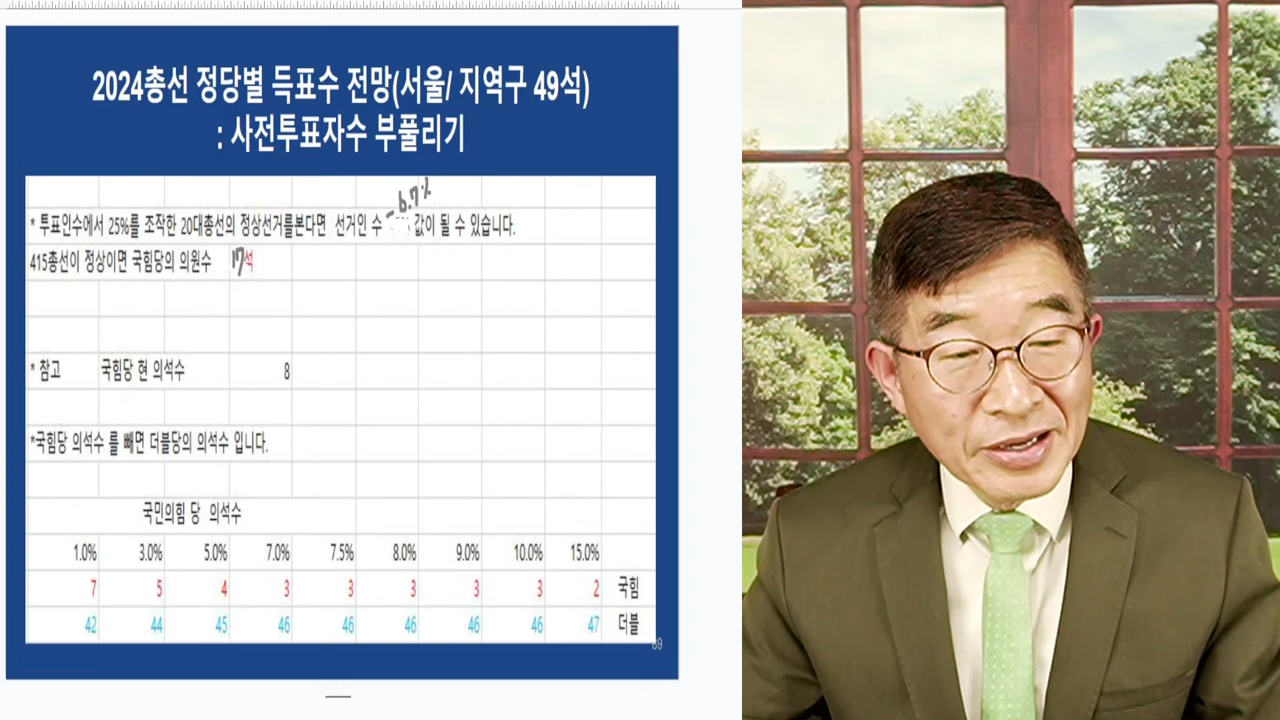 2024총선 정당별 득표수 전망(서울/ 지역구 49석)
: 사전투표자수 부풀리기
-6.7%
* 투표인수에서 25%를 조작한 20대총선의 정상선거를본다면 선거인 수 값이 될 수 있습니다.
415총선이 정상이면 국힘당의 의원수 17석
* 참고 국힘당 현 의석수 8
*국힘당 의석수 를 빼면 더블당의 의석수 입니다.
국민의힘 당 의석수
1.0% 3.0% 5.0% 7.0% 7.5% 8.0% 9.0% 10.0% 15.0%
7 5 4 3 3 3 3 3 2 국힘
42 44 45 46 46 46 46 46 47 더블
69